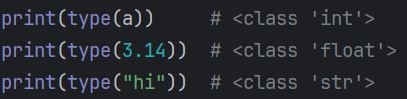 print(type(a))      # <class 'int'>
print(type(3.14))   # <class 'float'>
print(type("hi"))   # <class 'str'>